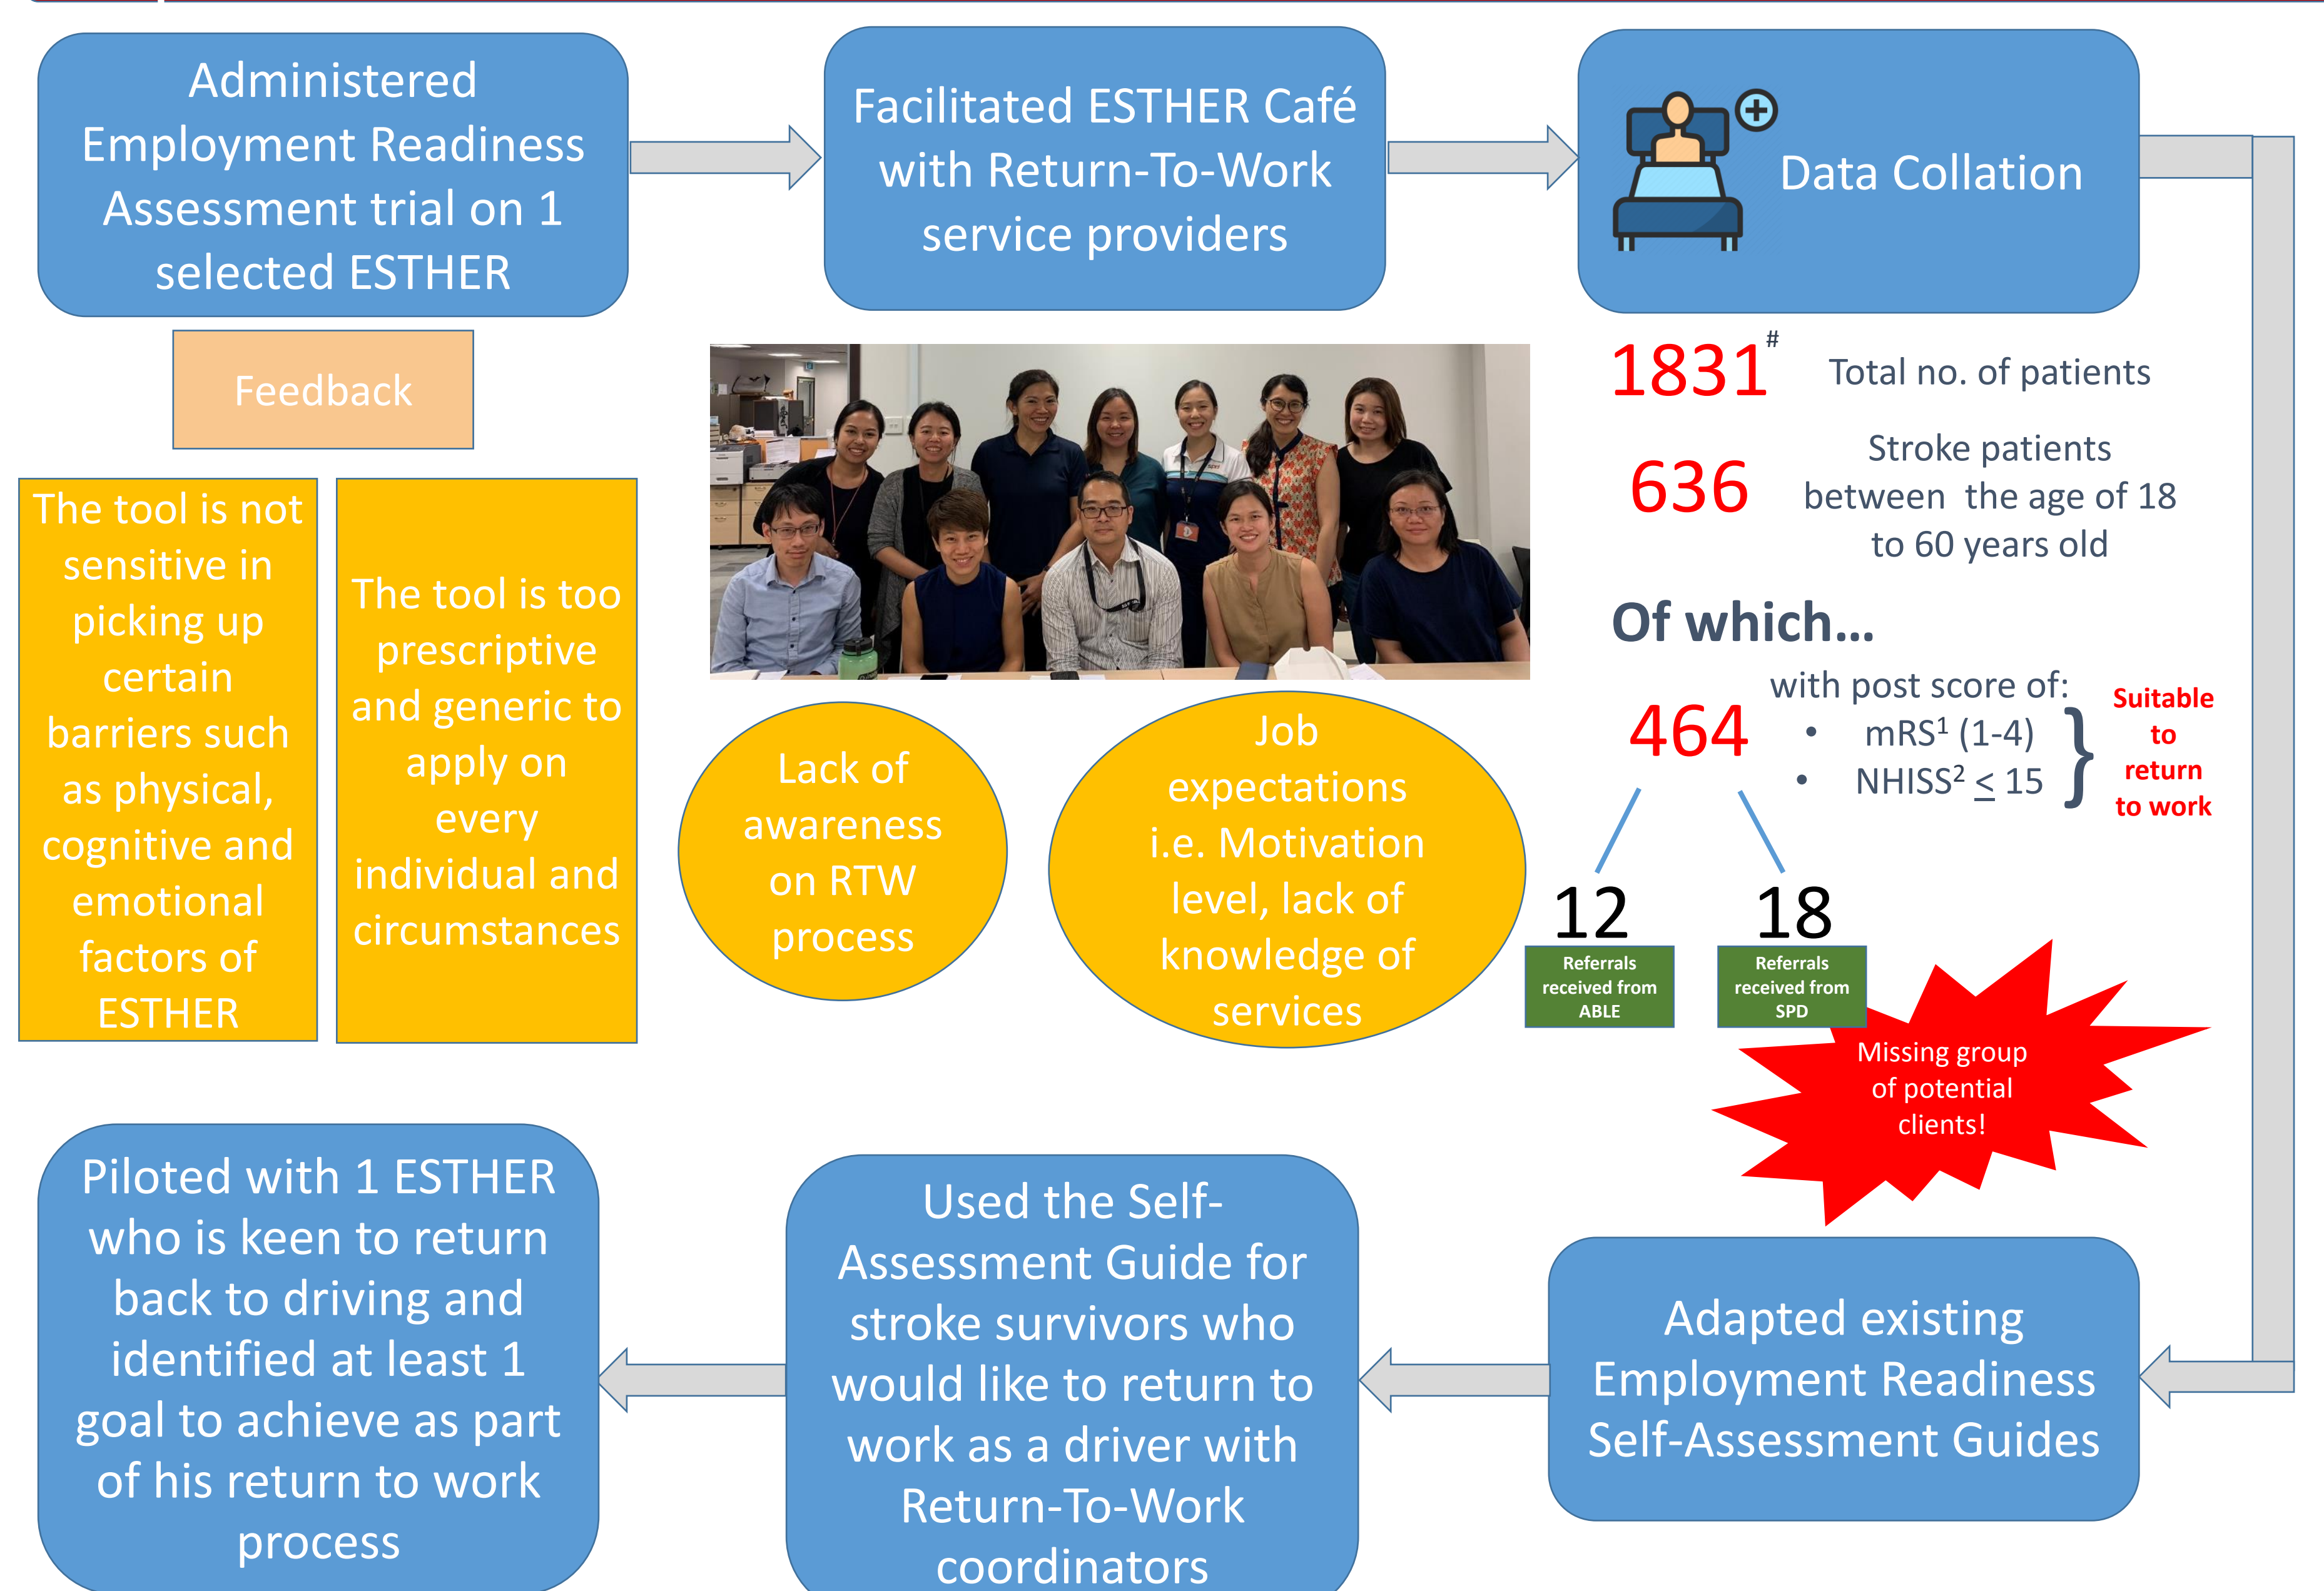 Administered
Employment Readiness
Assessment trial on 1
selected ESTHER
Facilitated ESTHER Café
with Return-To-Work
service providers
Data Collation
Feedback
The tool is not
sensitive in
picking up
certain
barriers such
as physical,
cognitive and
emotional
factors of
ESTHER
The tool is too
prescriptive
and generic to
apply on
every
individual and
circumstances
Lack of
awareness
on RTW
process
Job
expectations
i.e. Motivation
level, lack of
knowledge of
services
1831#
Total no. of patients
636
Stroke patients
between the age of 18
to 60 years old
Of which...
464
with post score of:
• mRS¹ (1-4)
• NHISS² ≤ 15
}
Suitable
to
return
to work
12
Referrals
received from
ABLE
18
Referrals
received from
SPD
Missing group
of potential
clients!
Adapted existing
Employment Readiness
Self-Assessment Guides
Used the Self-
Assessment Guide for
stroke survivors who
would like to return to
work as a driver with
Return-To-Work
coordinators
Piloted with 1 ESTHER
who is keen to return
back to driving and
identified at least 1
goal to achieve as part
of his return to work
process